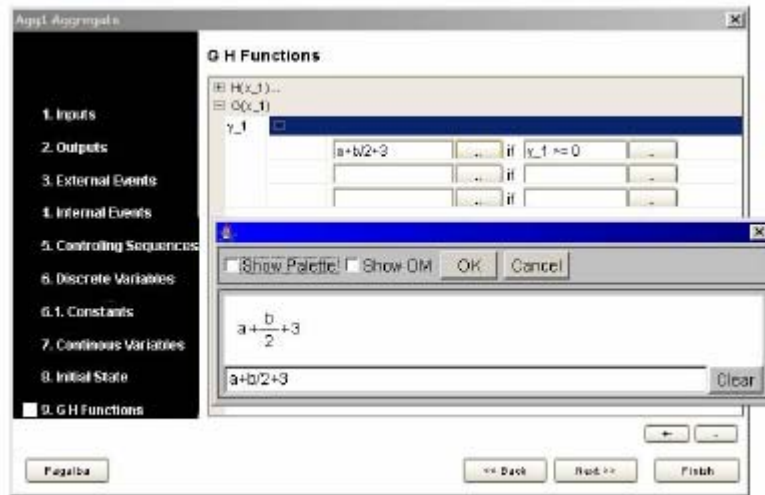 Agg1 Aggregate
G H Functions
H(x_1)...
G(x_1)
y_1
a+b/2+3 .. if y_1 >= 0 ..
.. if ..
.. if ..
1. Inputs
2. Outputs
3. External Events
4. Internal Events
5. Controling Sequences
6. Discrete Variables
6.1. Constants
7. Continous Variables
8. Initial State
9. G H Functions
Show Palette Show OM OK Cancel
a+b/2+3
a+b/2+3 Clear
+ -
Pagalba << Back Next >> Finish